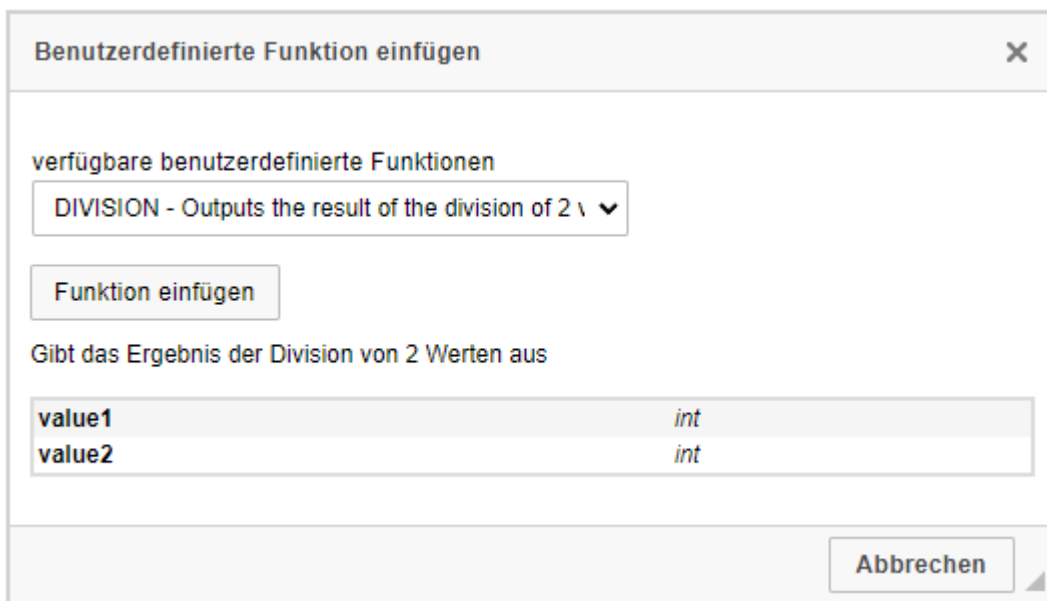 Benutzerdefinierte Funktion einfügen
verfügbare benutzerdefinierte Funktionen
DIVISION - Outputs the result of the division of 2
Funktion einfügen
Gibt das Ergebnis der Division von 2 Werten aus
value1 int
value2 int
Abbrechen